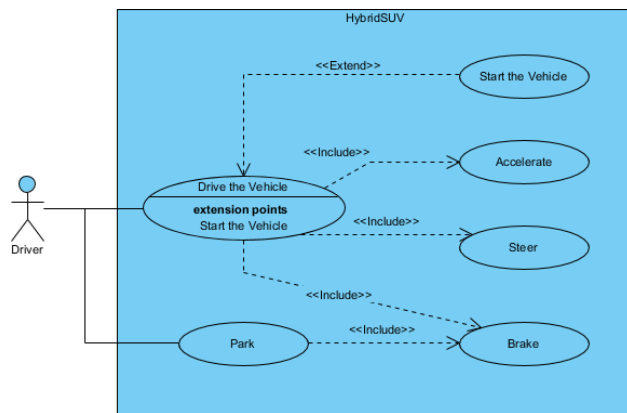 HybridSUV
<<Extend>>
Start the Vehicle
<<Include>>
Accelerate
Drive the Vehicle
extension points
Start the Vehicle
<<Include>>
Steer
Driver
<<Include>>
Park
<<Include>>
Brake